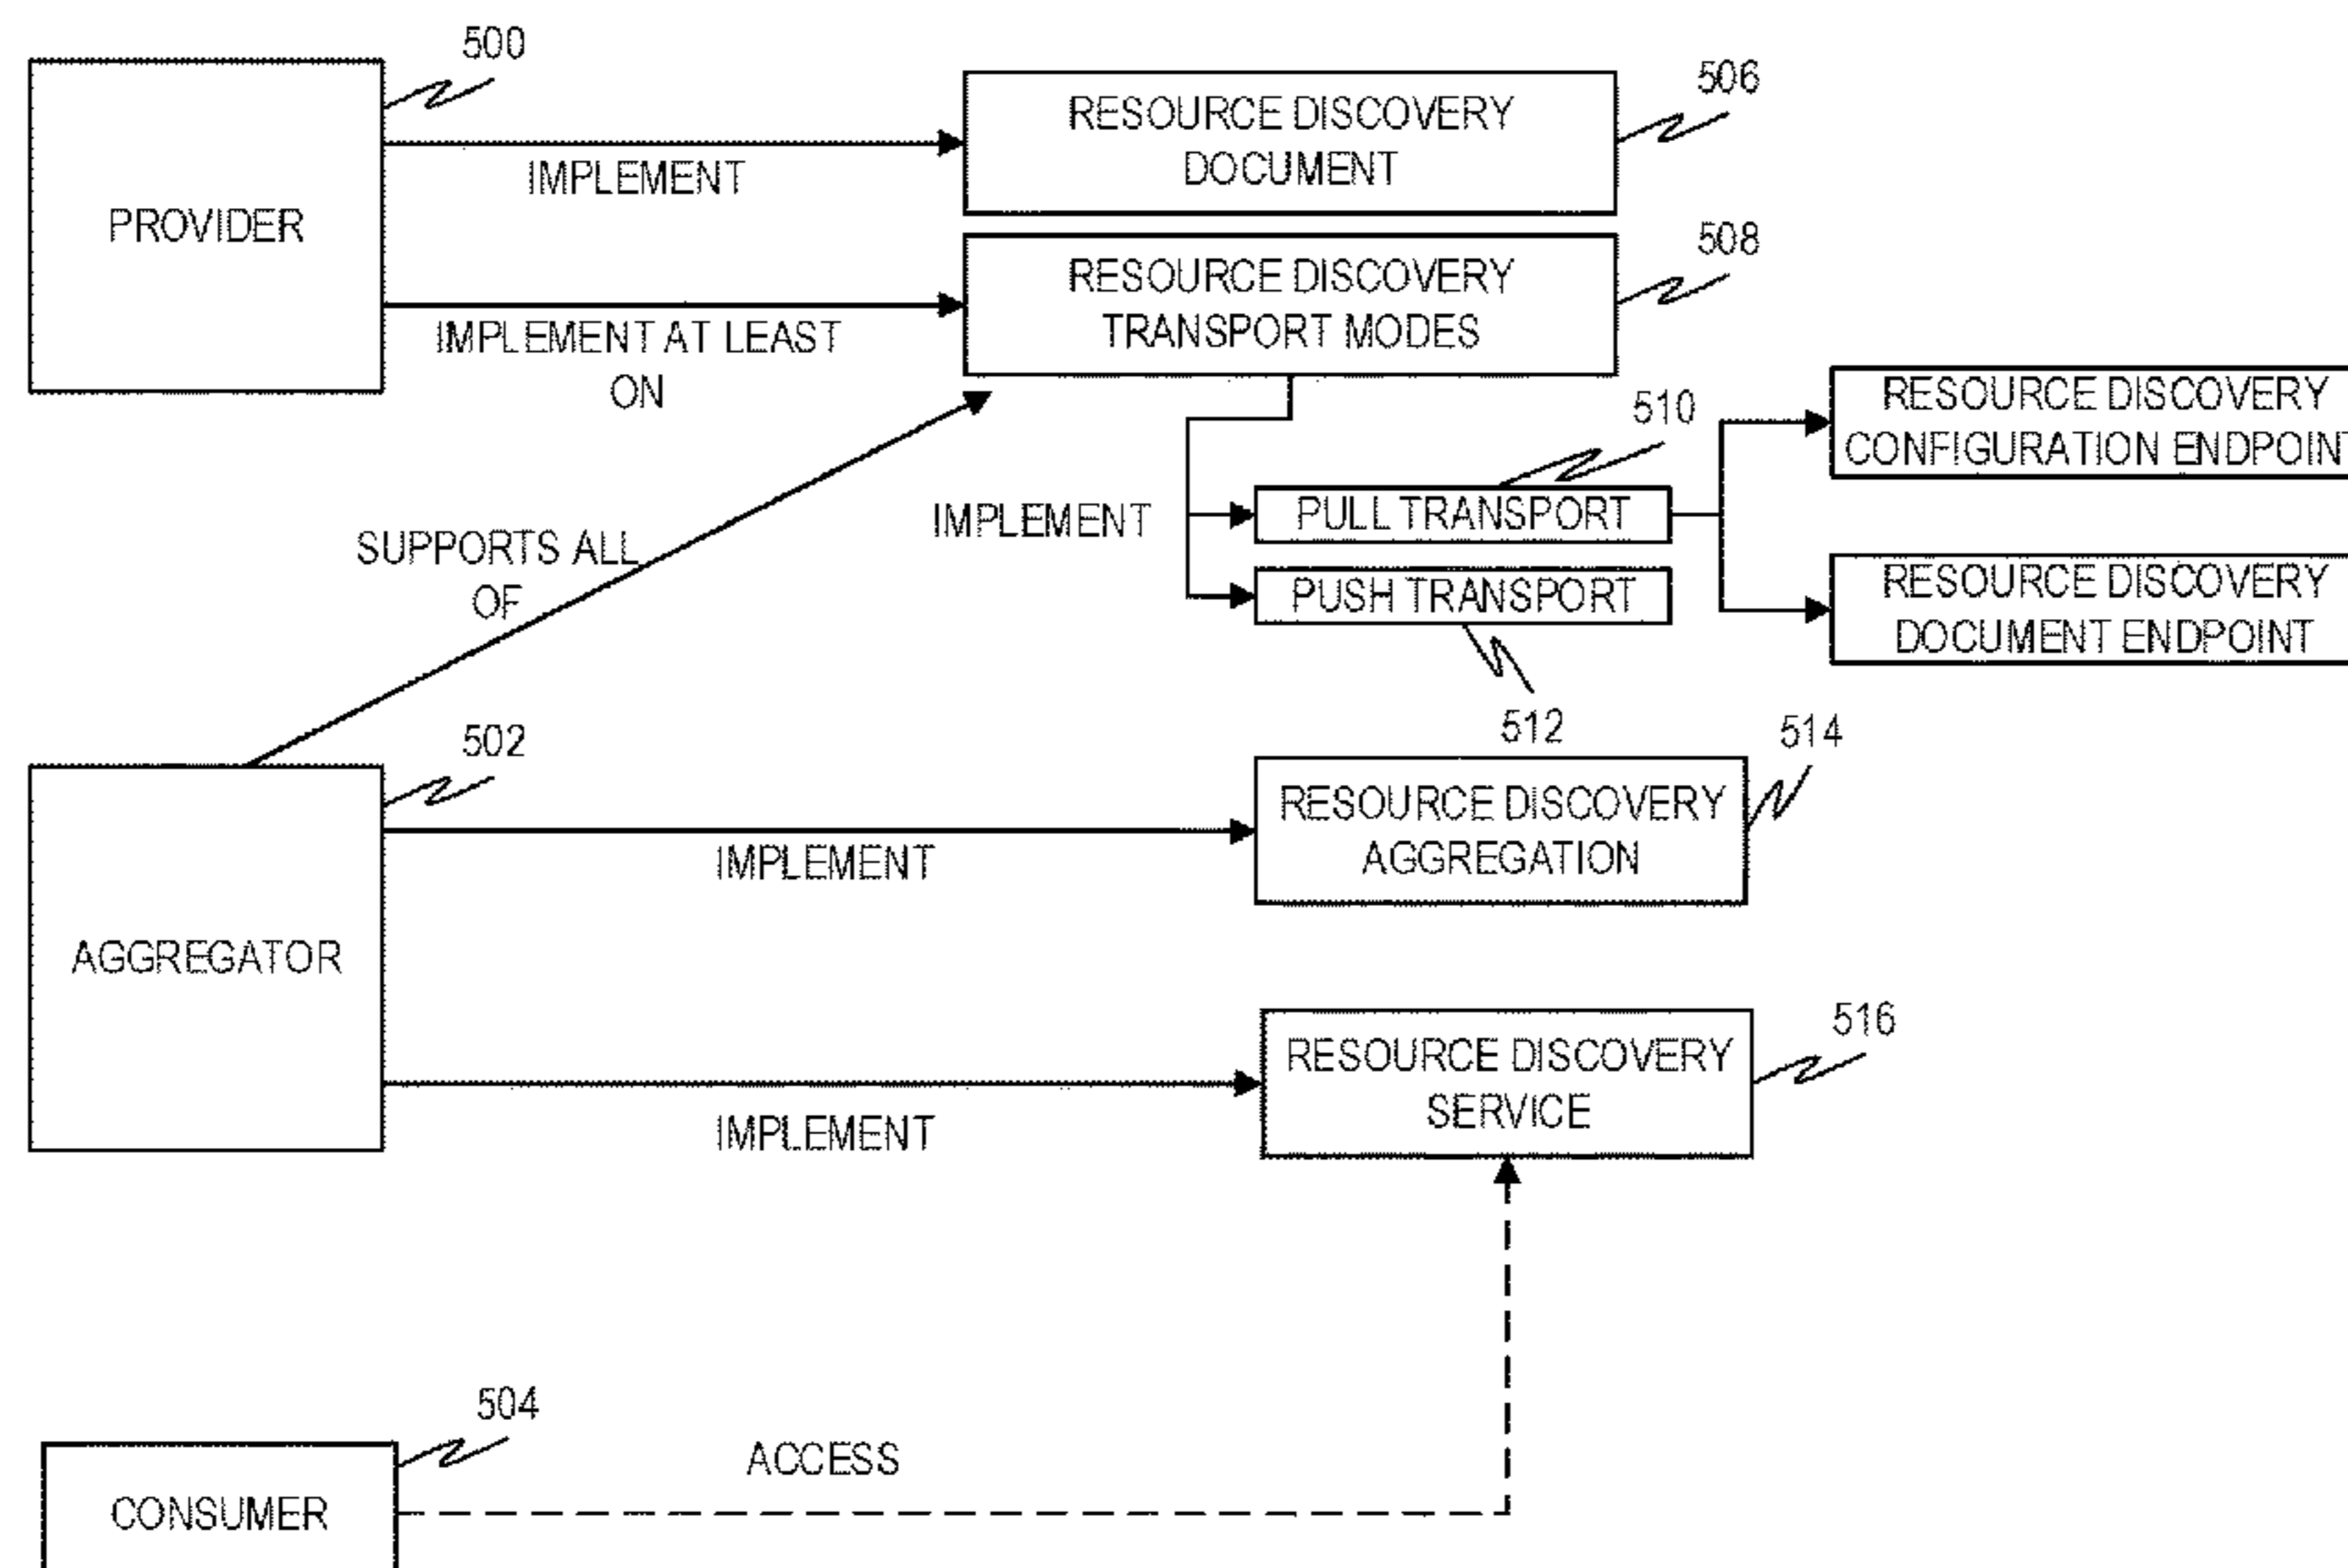 500
PROVIDER
IMPLEMENT
RESOURCE DISCOVERY
DOCUMENT
506
IMPLEMENT AT LEAST
ON
RESOURCE DISCOVERY
TRANSPORT MODES
508
SUPPORTS ALL
OF
IMPLEMENT
510
PULL TRANSPORT
PUSH TRANSPORT
512
RESOURCE DISCOVERY
CONFIGURATION ENDPOINT
RESOURCE DISCOVERY
DOCUMENT ENDPOINT
502
AGGREGATOR
IMPLEMENT
RESOURCE DISCOVERY
AGGREGATION
514
IMPLEMENT
RESOURCE DISCOVERY
SERVICE
516
504
CONSUMER
ACCESS